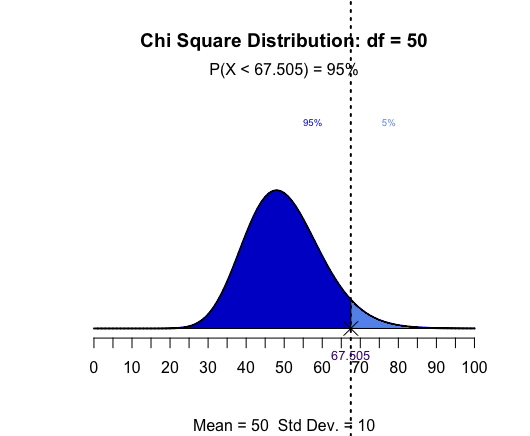 Chi Square Distribution: df = 50
P(X < 67.505) = 95%
95% 5%
67.505
0 10 20 30 40 50 60 70 80 90 100
Mean = 50 Std Dev. = 10